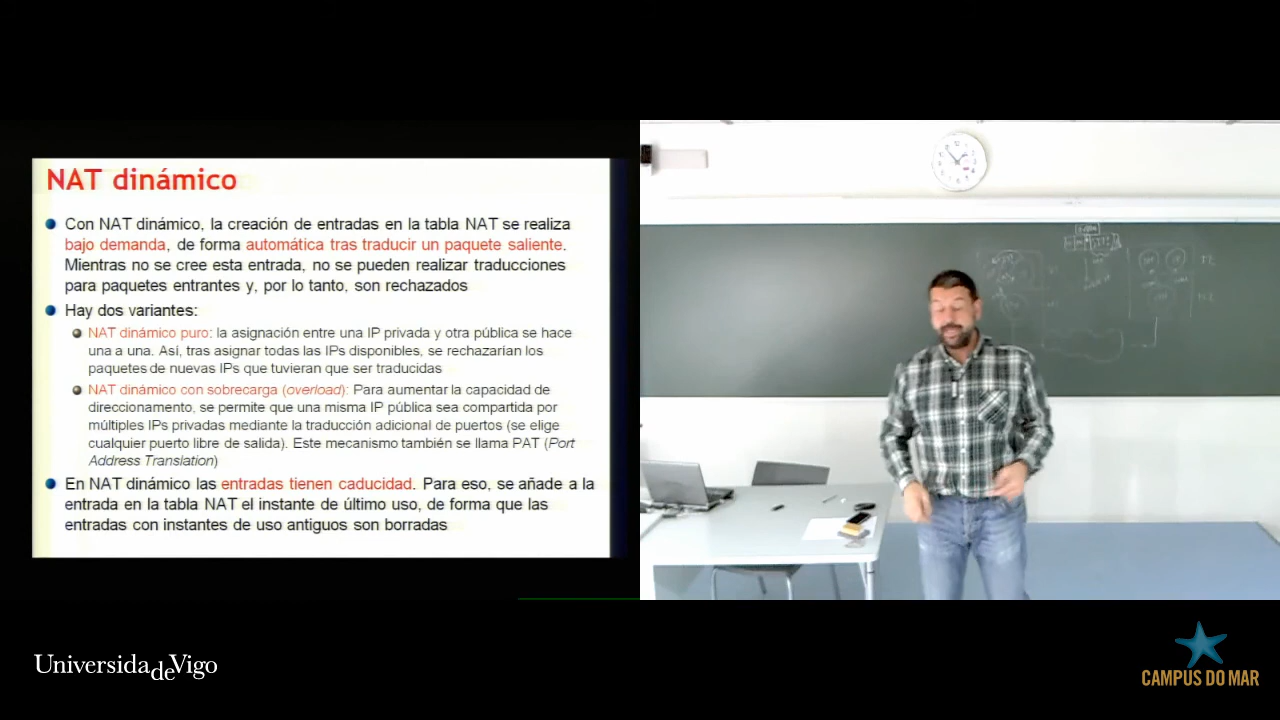 NAT dinámico
Con NAT dinámico, la creación de entradas en la tabla NAT se realiza
bajo demanda, de forma automática tras traducir un paquete saliente.
Mientras no se cree esta entrada, no se pueden realizar traducciones
para paquetes entrantes y, por lo tanto, son rechazados
Hay dos variantes:
NAT dinámico puro: la asignación entre una IP privada y otra pública se hace
una a una. Así, tras asignar todas las IPs disponibles, se rechazarían los
paquetes de nuevas IPs que tuvieran que ser traducidas
NAT dinámico con sobrecarga (overload): Para aumentar la capacidad de
direccionamento, se permite que una misma IP pública sea compartida por
múltiples IPs privadas mediante la traducción adicional de puertos (se elige
cualquier puerto libre de salida). Este mecanismo también se llama PAT (Port
Address Translation)
En NAT dinámico las entradas tienen caducidad. Para eso, se añade a la
entrada en la tabla NAT el instante de último uso, de forma que las
entradas con instantes de uso antiguos son borradas
UniversidadeVigo
CAMPUS DO MAR